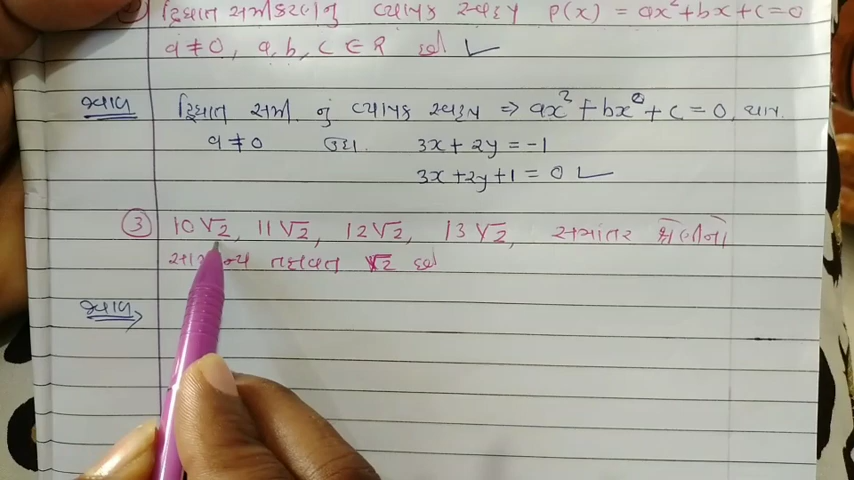 દ્વિઘાત સમીકરણનું વ્યાપક સ્વરૂપ P(x) = ax²+bx+c=0
a ≠ 0, a, b, c ∈ R છે ✓
જવાબ દ્વિઘાત સમી. નું વ્યાપક સ્વરૂપ ⇒ ax² + bx + c = 0, થાય.
a ≠ 0 3x + 2y = -1
3x+2y+1 = 0 ✓
③ 10√2, 11√2, 12√2, 13√2, સમાંતર શ્રેણીનો
તફાવત √2 છે
જવાબ